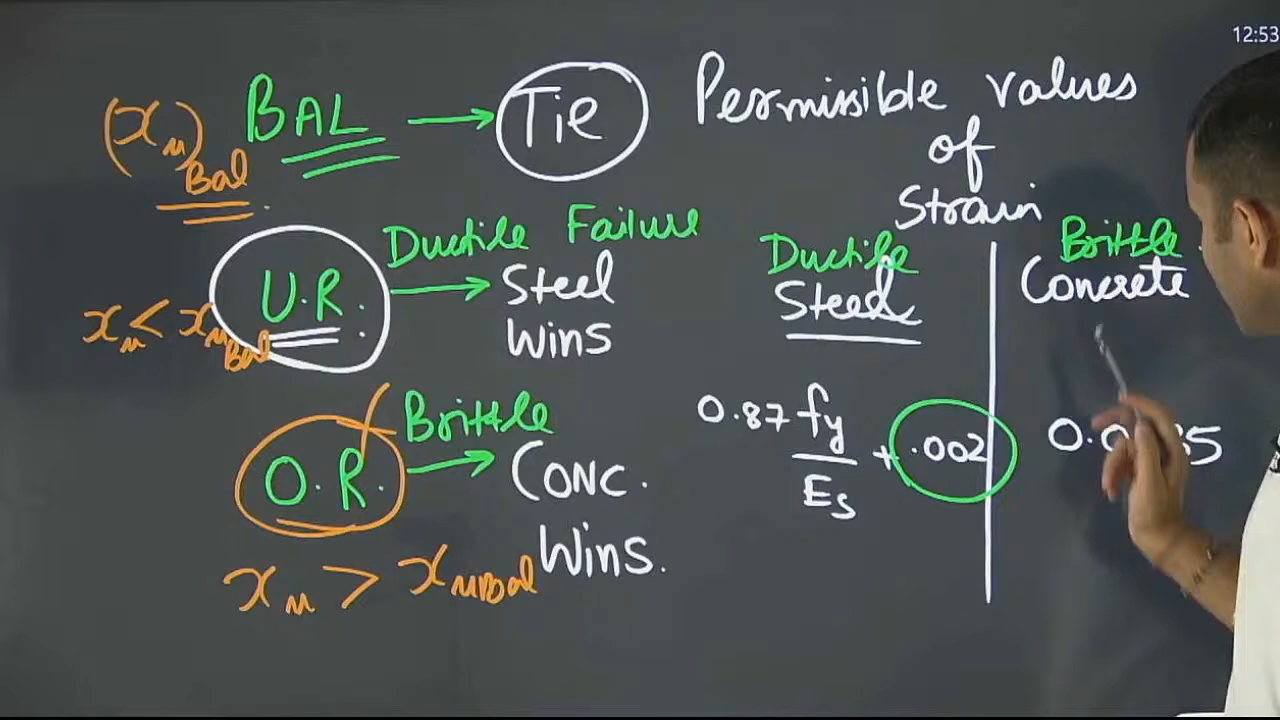 12:53
(xu)Bal BAL → Tie
Permissible values
of
Strain
U.R. → Ductile Failure
Steel
Wins
xu < xuBal
O.R. → Brittle
Conc.
Wins.
xu > xuBal
Ductile
Steel
0.87 fy
Es
+ .002
Brittle
Concrete